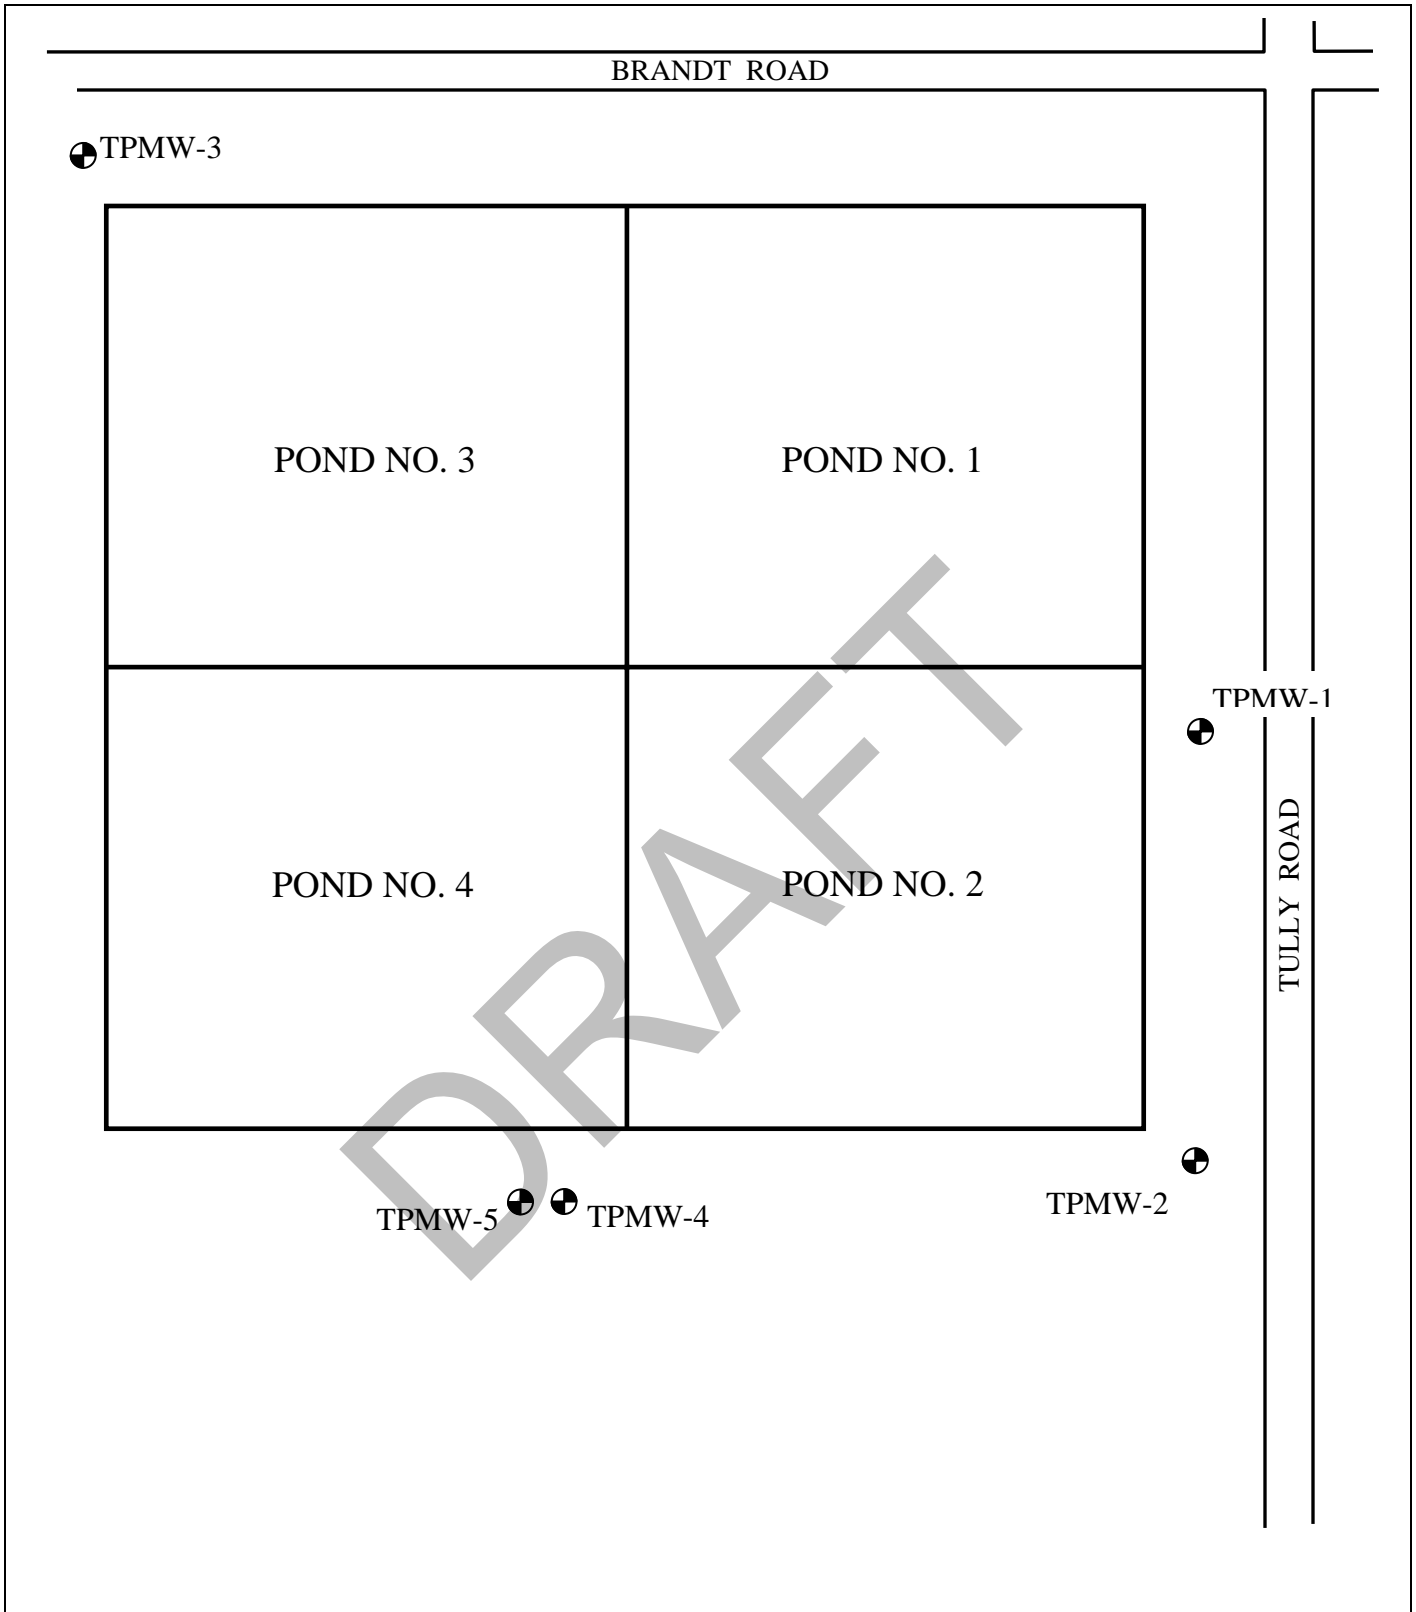 BRANDT ROAD
TPMW-3
POND NO. 3
POND NO. 1
TPMW-1
TULLY ROAD
POND NO. 4
POND NO. 2
DRAFT
TPMW-2
TPMW-5
TPMW-4